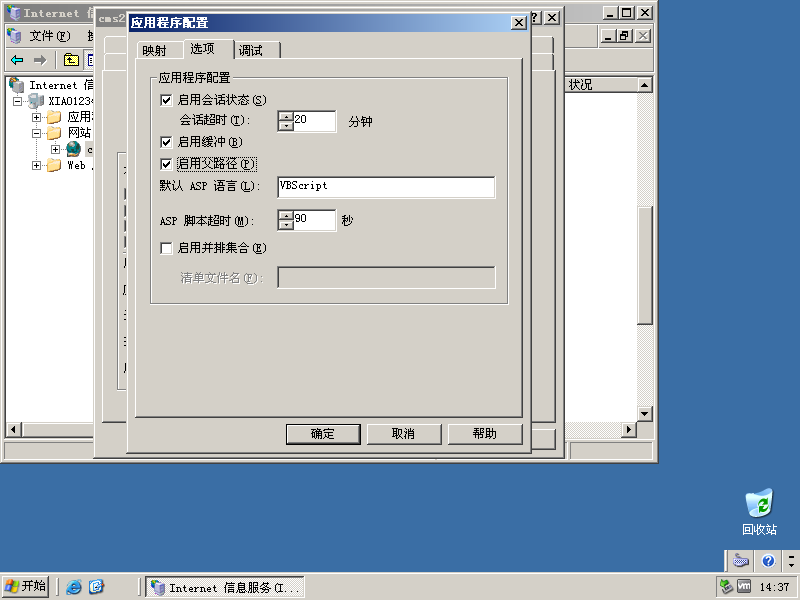 Internet 信
cms2
应用程序配置
文件(F)
映射
选项
调试
应用程序配置
启用会话状态(S)
会话超时(T):
20
分钟
启用缓冲(B)
启用父路径(P)
默认 ASP 语言(L):
VBScript
ASP 脚本超时(M):
90
秒
启用并排集合(E)
清单文件名(F):
确定
取消
帮助
Internet 信
XIAO1234
应用
网站
c
Web
状况
回收站
开始
Internet 信息服务(I...
14:37